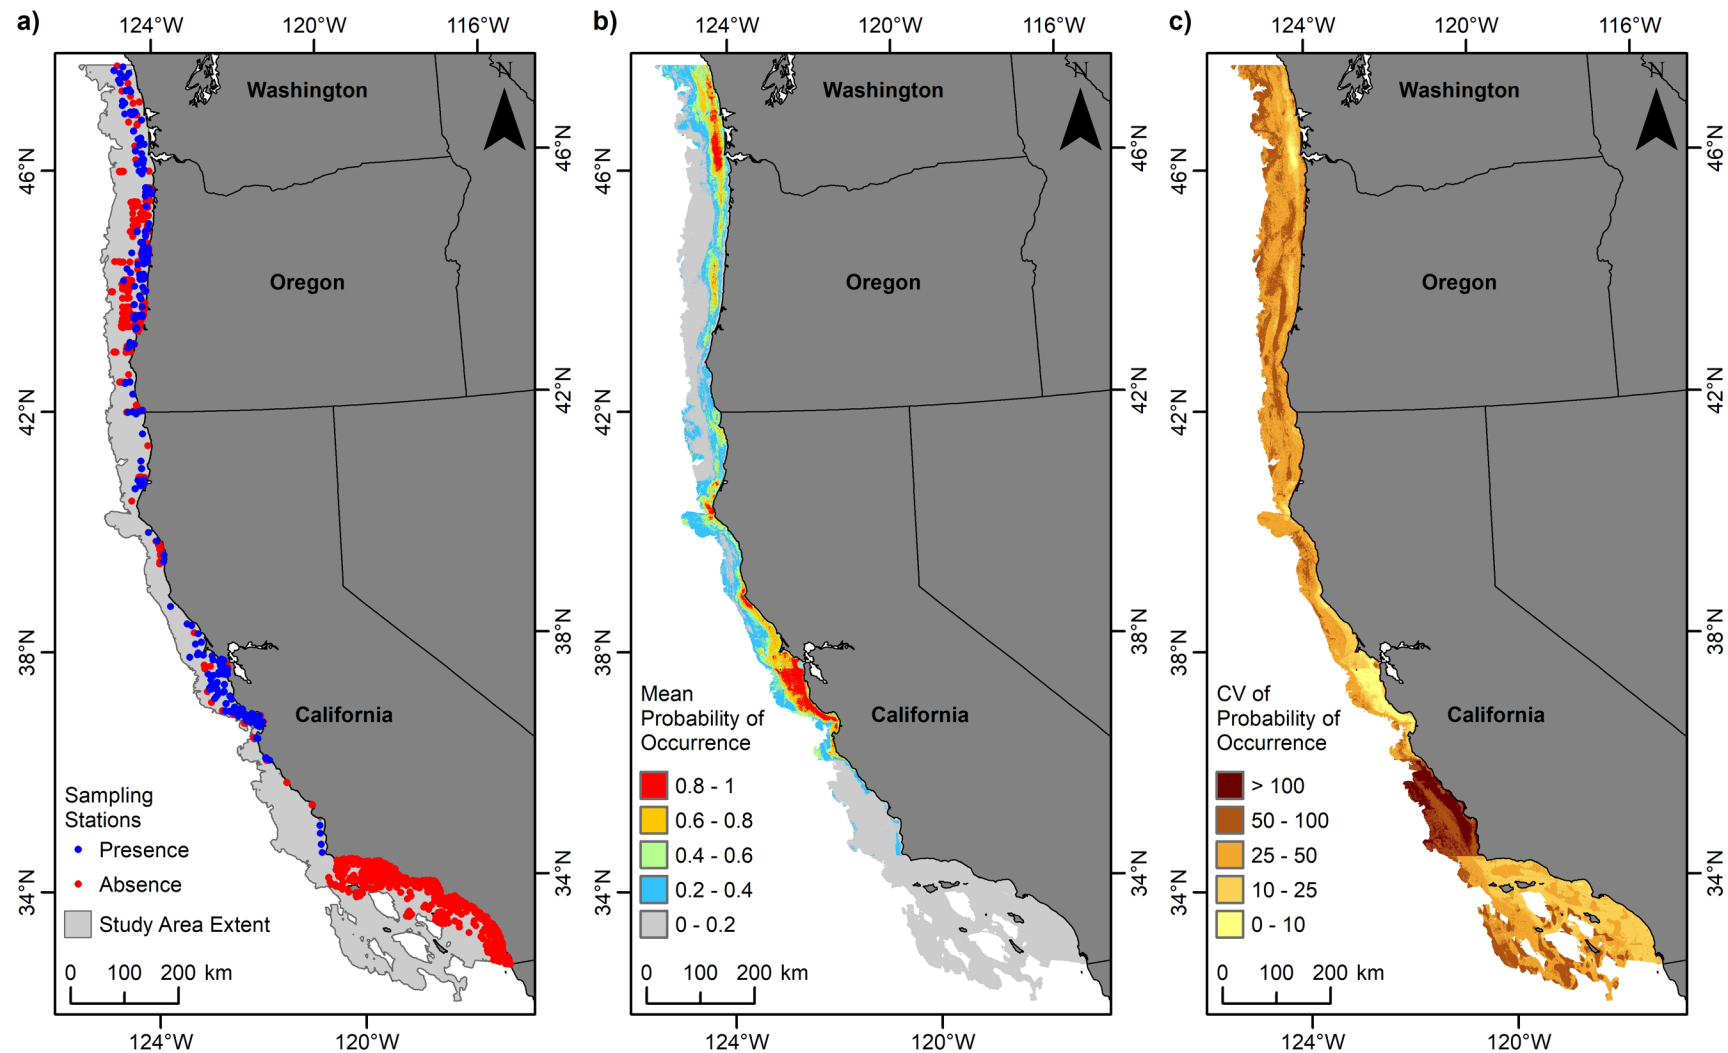 a)
124°W 120°W 116°W
N
Washington
Oregon
California
46°N
42°N
38°N
34°N
46°N
42°N
38°N
34°N
Sampling
Stations
Presence
Absence
Study Area Extent
0 100 200 km
124°W 120°W
b)
124°W 120°W 116°W
N
Washington
Oregon
California
46°N
42°N
38°N
34°N
46°N
42°N
38°N
34°N
Mean
Probability of
Occurrence
0.8 - 1
0.6 - 0.8
0.4 - 0.6
0.2 - 0.4
0 - 0.2
0 100 200 km
124°W 120°W
c)
124°W 120°W 116°W
N
Washington
Oregon
California
46°N
42°N
38°N
34°N
46°N
42°N
38°N
34°N
CV of
Probability of
Occurrence
> 100
50 - 100
25 - 50
10 - 25
0 - 10
0 100 200 km
124°W 120°W